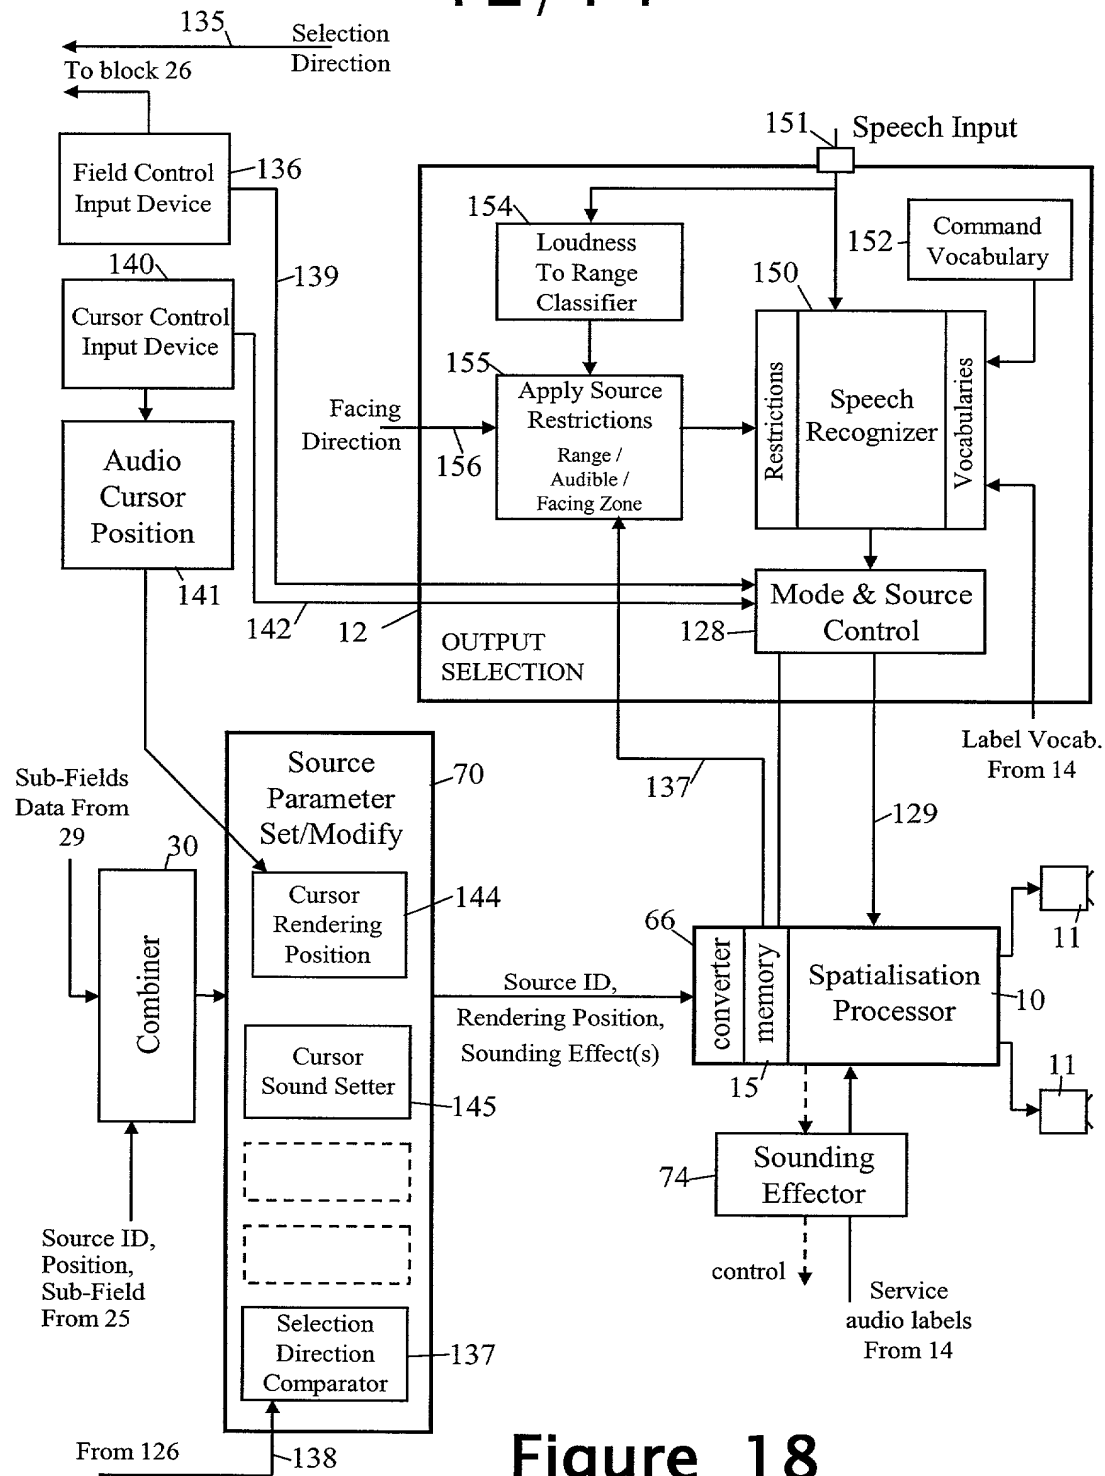 135
Selection
Direction
To block 26
Field Control
Input Device
136
140
Cursor Control
Input Device
139
Audio
Cursor
Position
141
142
12
151
Speech Input
154
Loudness
To Range
Classifier
152
Command
Vocabulary
150
Restrictions
Speech
Recognizer
Vocabularies
155
Apply Source
Restrictions
Range /
Audible /
Facing Zone
Facing
Direction
156
Mode & Source
Control
128
OUTPUT
SELECTION
Label Vocab.
From 14
137
129
Sub-Fields
Data From
29
30
Combiner
Source ID,
Position,
Sub-Field
From 25
Source
Parameter
Set/Modify
70
Cursor
Rendering
Position
144
Cursor
Sound Setter
145
Selection
Direction
Comparator
137
From 126
138
Source ID,
Rendering Position,
Sounding Effect(s)
66
converter
memory
15
Spatialisation
Processor
10
11
11
Sounding
Effector
74
control
Service
audio labels
From 14
Figure 18